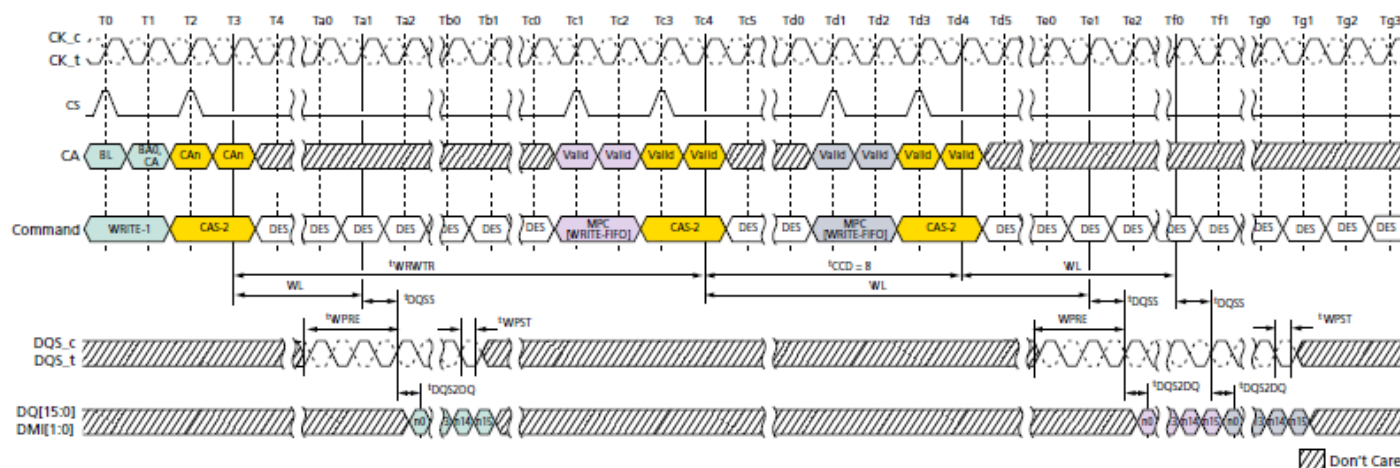 T0 T1 T2 T3 T4 Ta0 Ta1 Ta2 Tb0 Tb1 Tc0 Tc1 Tc2 Tc3 Tc4 Tc5 Td0 Td1 Td2 Td3 Td4 Td5 Te0 Te1 Te2 Tf0 Tf1 Tg0 Tg1 Tg2 Tg3
CK_c
CK_t
CS
CA BL BA0, CA CAn CAn Valid Valid Valid Valid Valid Valid Valid Valid
Command WRITE-1 CAS-2 DES DES DES DES DES DES DES MPC [WRITE-FIFO] CAS-2 DES DES MPC [WRITE-FIFO] CAS-2 DES DES DES DES DES DES DES DES DES DES
tWRWTR tCCD = 8 WL
WL WL
tDQSS tDQSS tDQSS
tWPRE tWPST WPRE tWPST
DQS_c
DQS_t
tDQS2DQ tDQS2DQ tDQS2DQ
DQ[15:0]
DMI[1:0]
n0 n14 n15 n0 n14 n15 n0 n14 n15
Don't Care